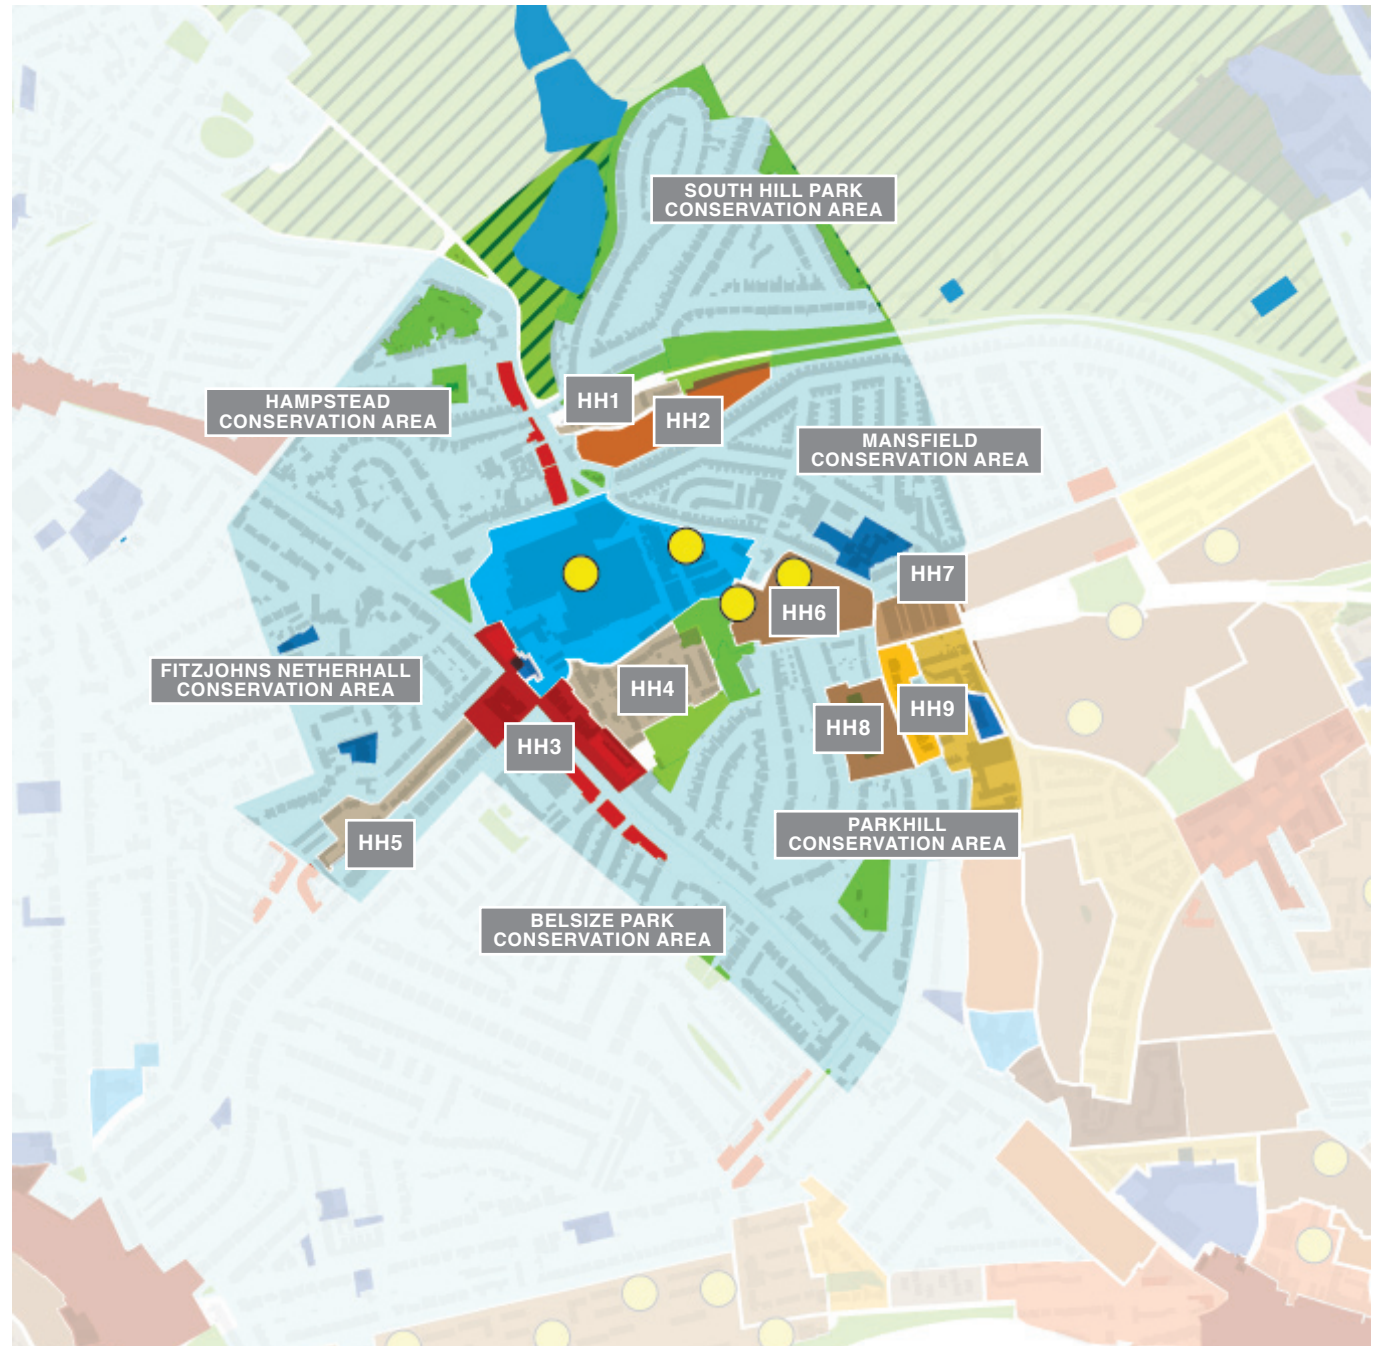 SOUTH HILL PARK
CONSERVATION AREA
HAMPSTEAD
CONSERVATION AREA
HH1
HH2
MANSFIELD
CONSERVATION AREA
HH7
HH6
FITZJOHNS NETHERHALL
CONSERVATION AREA
HH4
HH9
HH8
HH3
HH5
PARKHILL
CONSERVATION AREA
BELSIZE PARK
CONSERVATION AREA